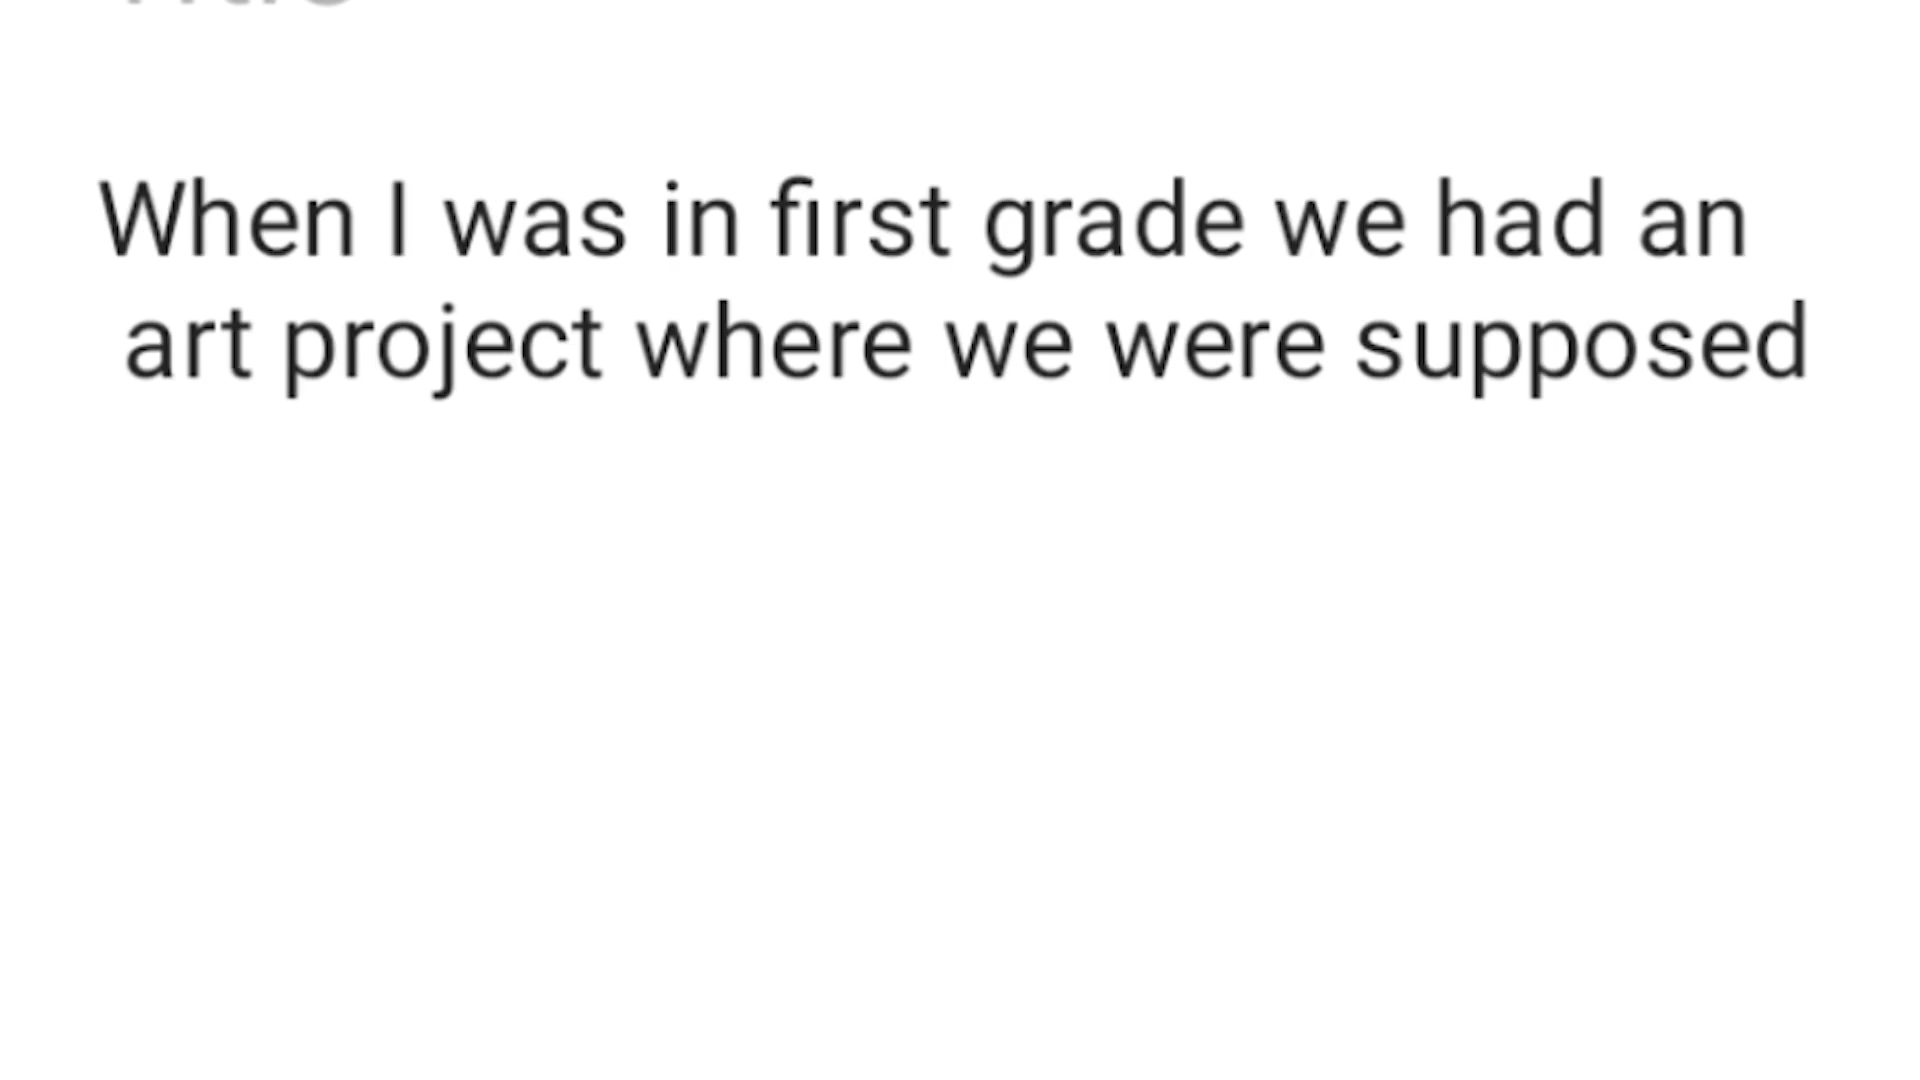 When I was in first grade we had an
art project where we were supposed